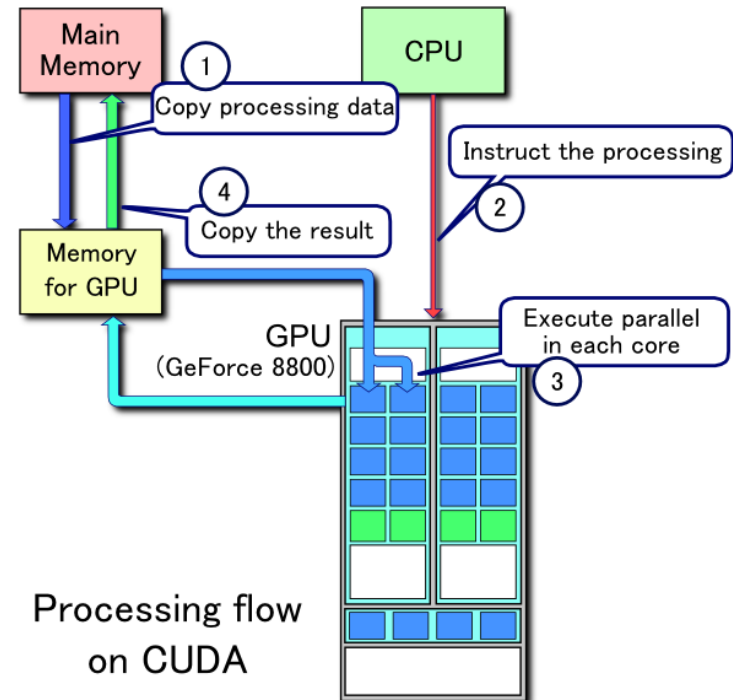 Main
Memory
1
Copy processing data
CPU
Instruct the processing
2
4
Copy the result
Memory
for GPU
GPU
(GeForce 8800)
Execute parallel
in each core
3
Processing flow
on CUDA